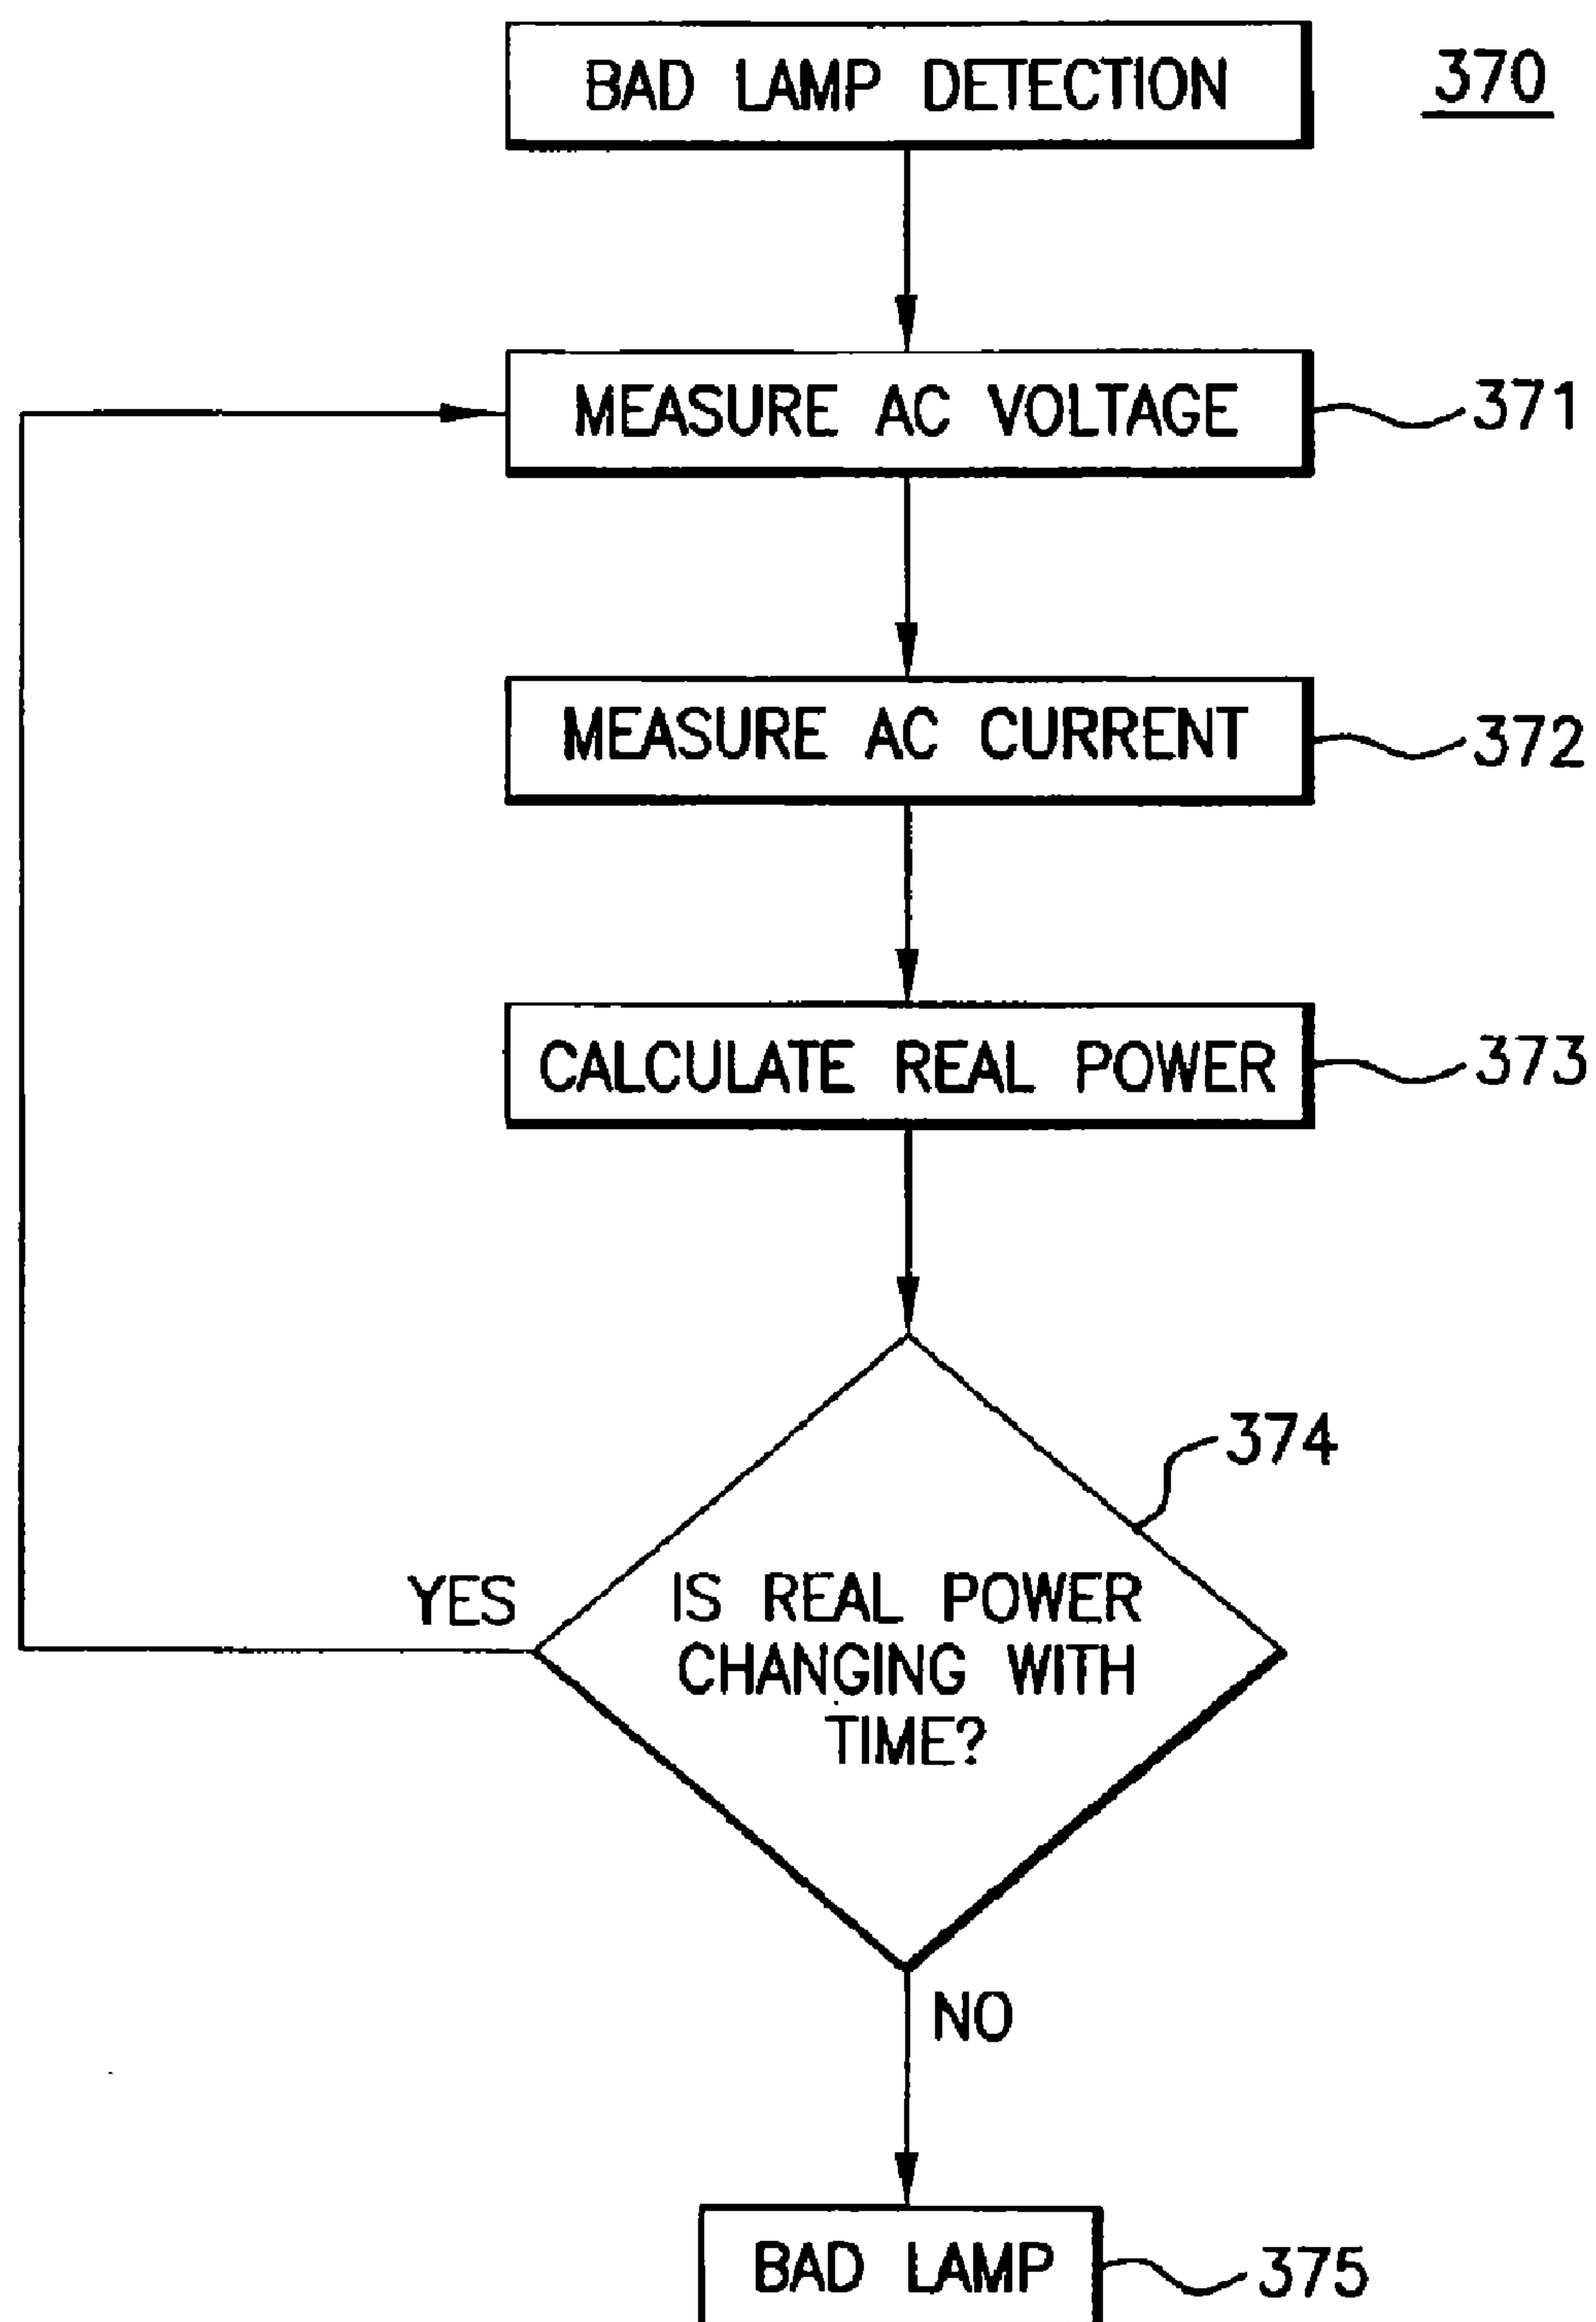 BAD LAMP DETECTION
370
MEASURE AC VOLTAGE
371
MEASURE AC CURRENT
372
CALCULATE REAL POWER
373
374
YES
IS REAL POWER
CHANGING WITH
TIME?
NO
BAD LAMP
375